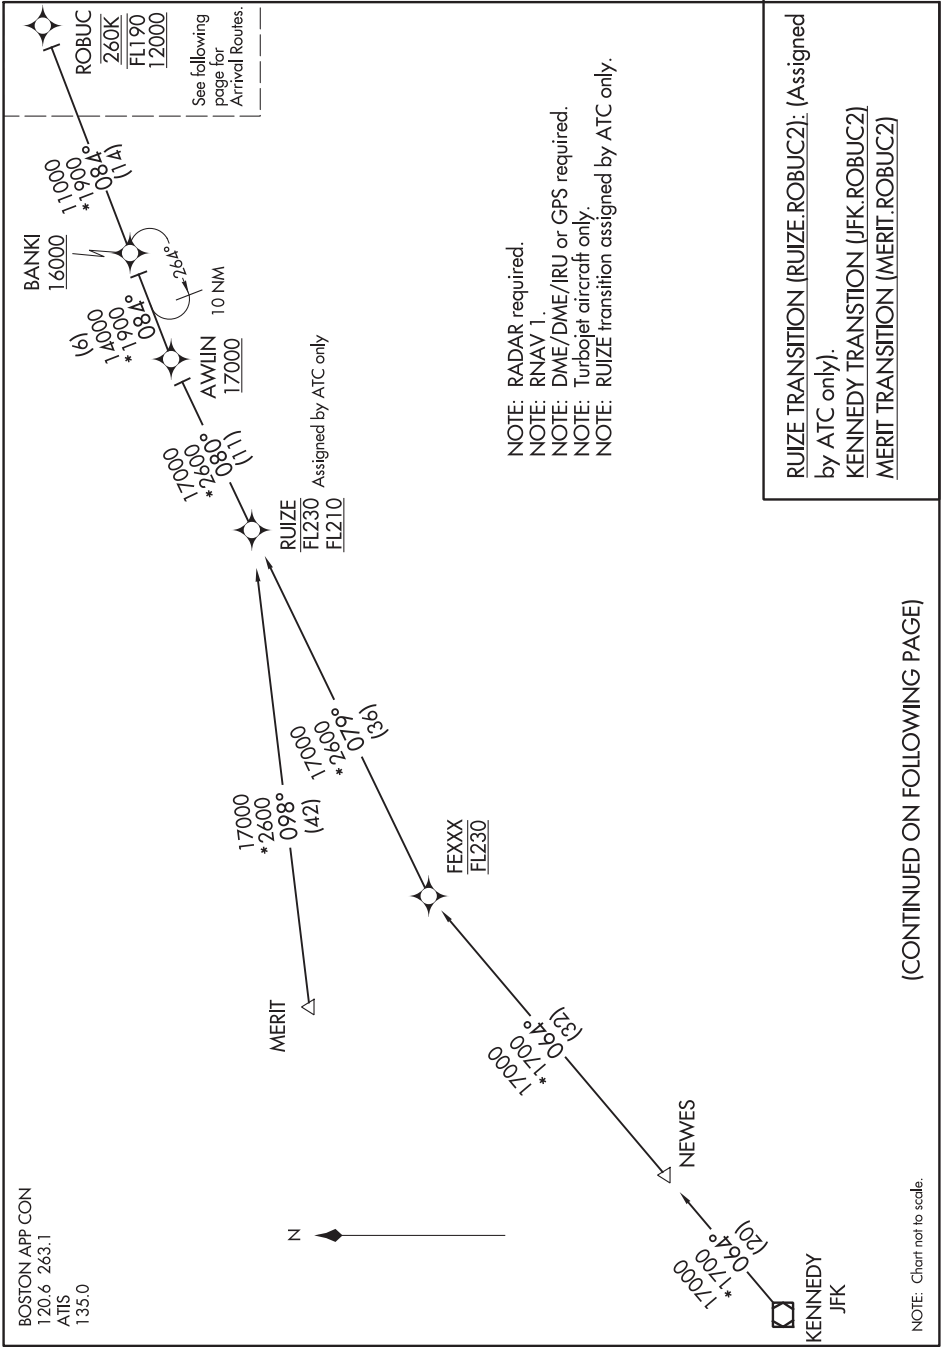 BOSTON APP CON
120.6 263.1
ATIS
135.0
N
ROBUC
260K
FL190
12000
See following
page for
Arrival Routes.
11000
*1900
084°
(14)
BANKI
16000
264°
10 NM
(6)
14000
*1900
084°
AWLIN
17000
17000
*2600
080°
(11)
RUIZE
FL230
FL210
Assigned by ATC only
17000
*2600
098°
(42)
MERIT
17000
*2600
079°
(36)
FEXXX
FL230
17000
*1700
064°
(32)
NEWES
17000
*1700
064°
(20)
KENNEDY
JFK
NOTE: RADAR required.
NOTE: RNAV 1.
NOTE: DME/DME/IRU or GPS required.
NOTE: Turbojet aircraft only.
NOTE: RUIZE transition assigned by ATC only.
RUIZE TRANSITION (RUIZE.ROBUC2): (Assigned
by ATC only).
KENNEDY TRANSTION (JFK.ROBUC2)
MERIT TRANSITION (MERIT.ROBUC2)
(CONTINUED ON FOLLOWING PAGE)
NOTE: Chart not to scale.